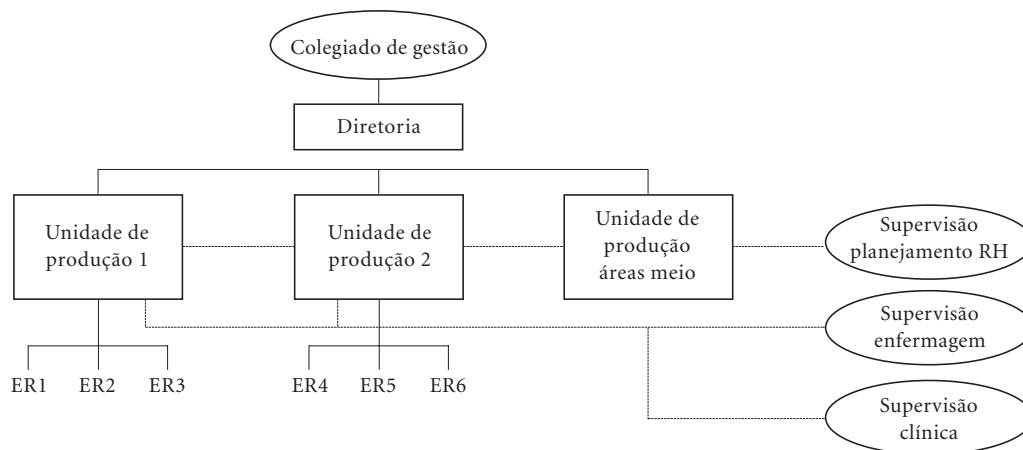 Colegiado de gestão
Diretoria
Unidade de
produção 1
Unidade de
produção 2
Unidade de
produção
áreas meio
Supervisão
planejamento RH
Supervisão
enfermagem
ER1 ER2 ER3 ER4 ER5 ER6
Supervisão
clínica